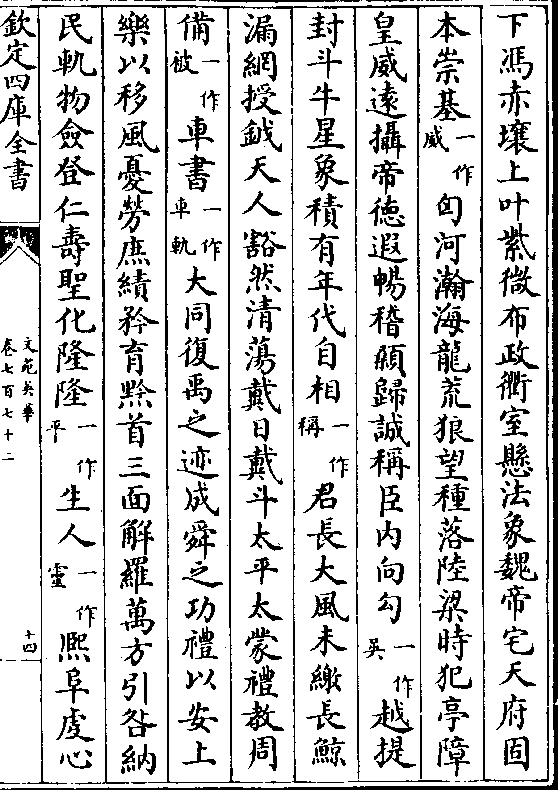 下馮赤壤上叶紫微布政衢室懸法象魏帝宅天府固
本崇基一作威匈河瀚海龍荒狼望種落陸梁時犯亭障
皇威遠攝帝德遐暢稽顙歸誠稱臣内向勾一作吳越提
封斗牛星象積有年代自相一作稱君長大風未繳長鯨
漏網授鉞天人豁然清蕩戴日戴斗太平太蒙禮教周
備一作被車書一作車軌大同復禹之迹成舜之功禮以安上
樂以移風憂勞庶績矜育黔首三面解羅萬方引咎納
民軌物僉登仁壽聖化隆隆一作平生人一作靈熙阜虔心
欽定四庫全書
文苑英華
卷七百七十二
十四